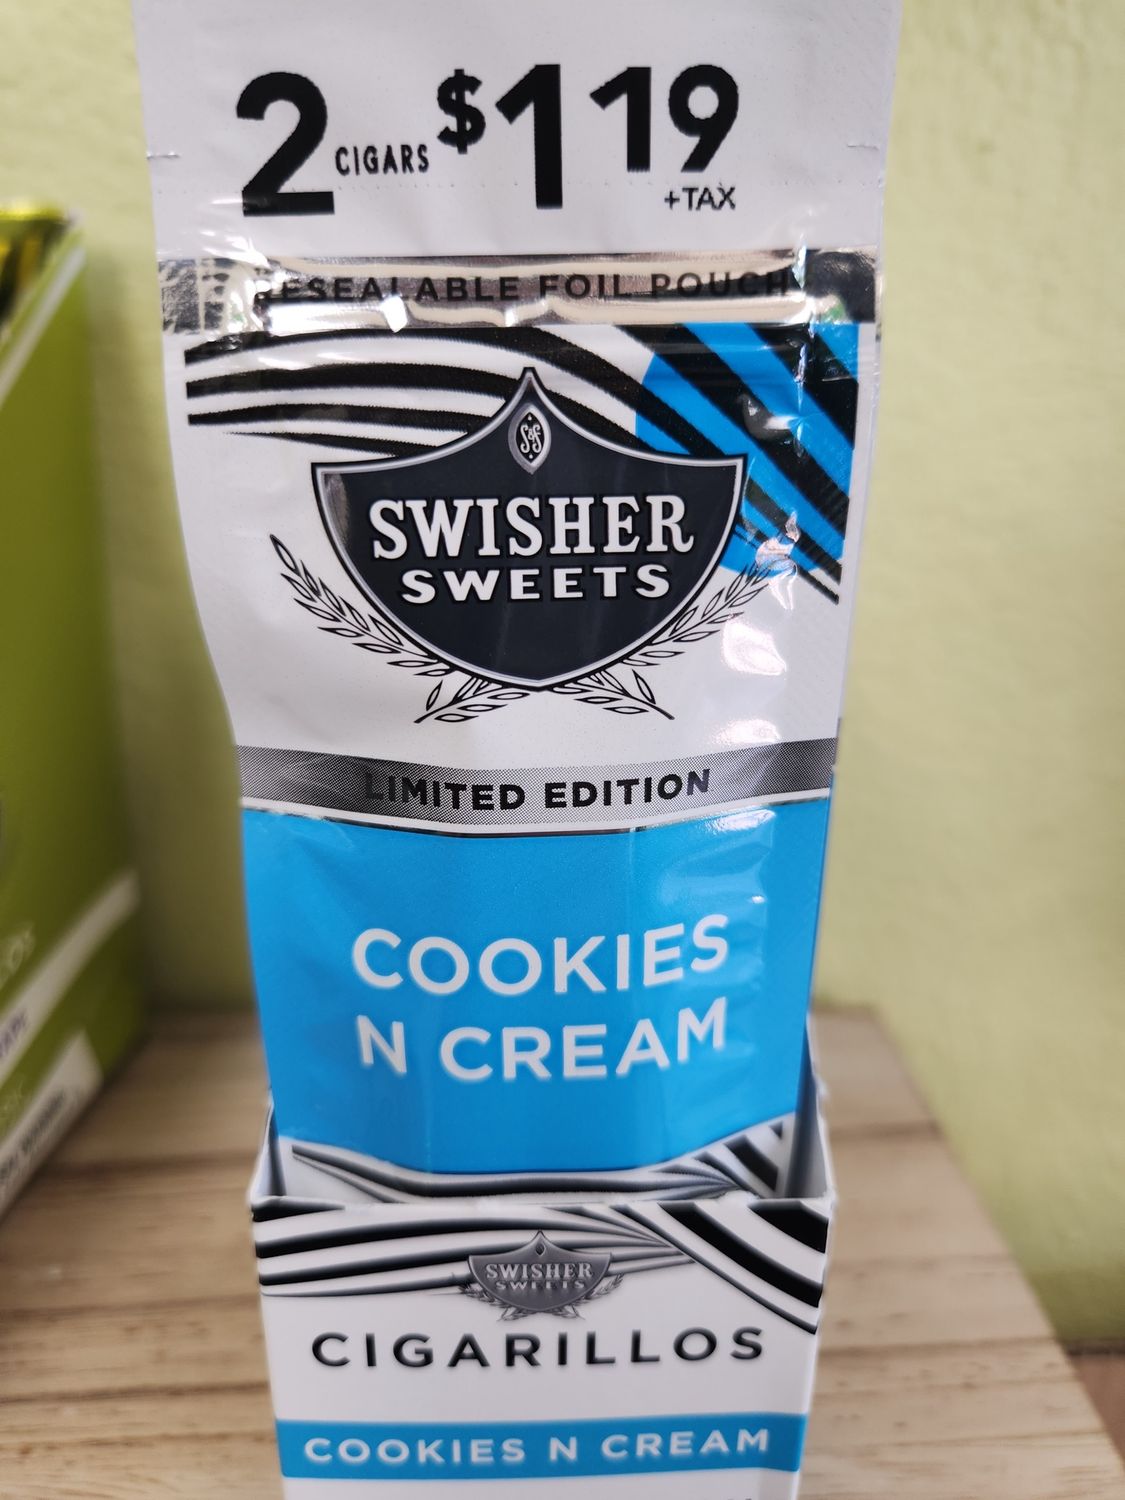 2 CIGARS $1 19
+TAX
RESEALABLE FOIL POUCH
S&S
SWISHER
SWEETS
LIMITED EDITION
COOKIES
N CREAM
SWISHER
SWEETS
CIGARILLOS
COOKIES N CREAM